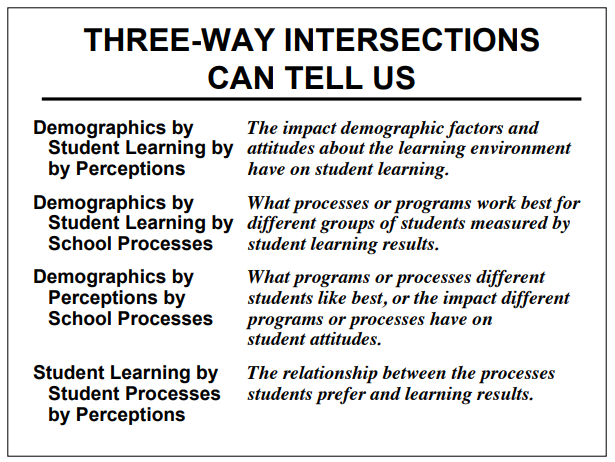 THREE-WAY INTERSECTIONS
CAN TELL US
Demographics by
Student Learning by
by Perceptions
The impact demographic factors and
attitudes about the learning environment
have on student learning.
Demographics by
Student Learning by
School Processes
What processes or programs work best for
different groups of students measured by
student learning results.
Demographics by
Perceptions by
School Processes
What programs or processes different
students like best, or the impact different
programs or processes have on
student attitudes.
Student Learning by
Student Processes
by Perceptions
The relationship between the processes
students prefer and learning results.